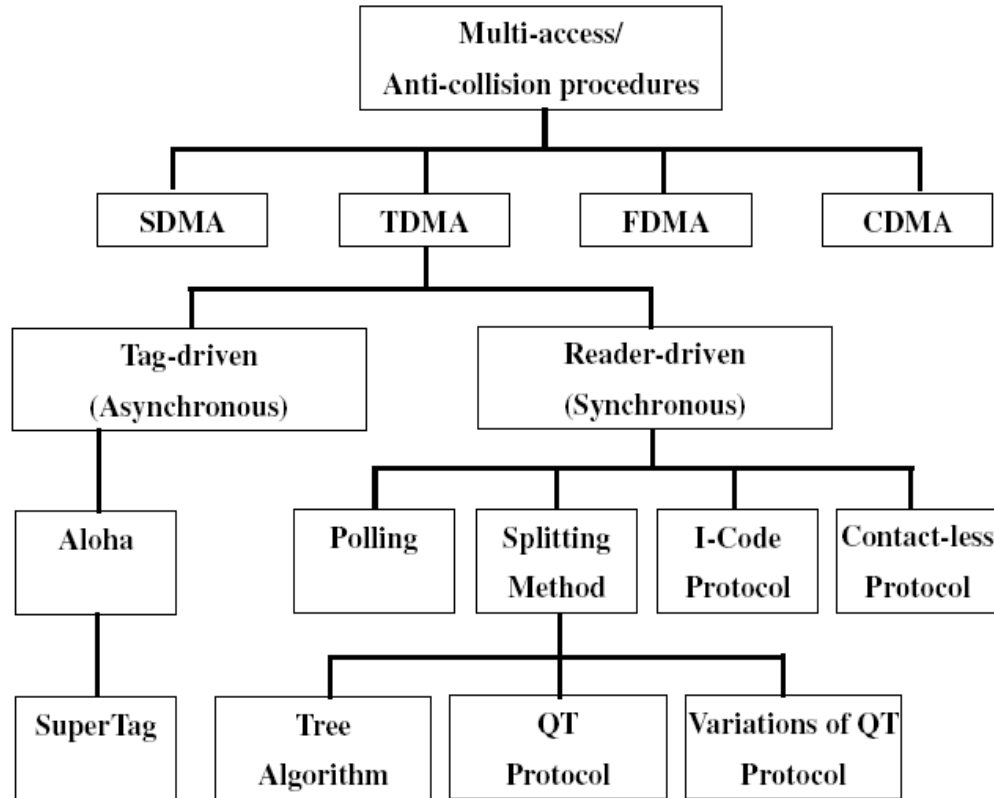 Multi-access/
Anti-collision procedures
SDMA
TDMA
FDMA
CDMA
Tag-driven
(Asynchronous)
Reader-driven
(Synchronous)
Aloha
Polling
Splitting
Method
I-Code
Protocol
Contact-less
Protocol
SuperTag
Tree
Algorithm
QT
Protocol
Variations of QT
Protocol